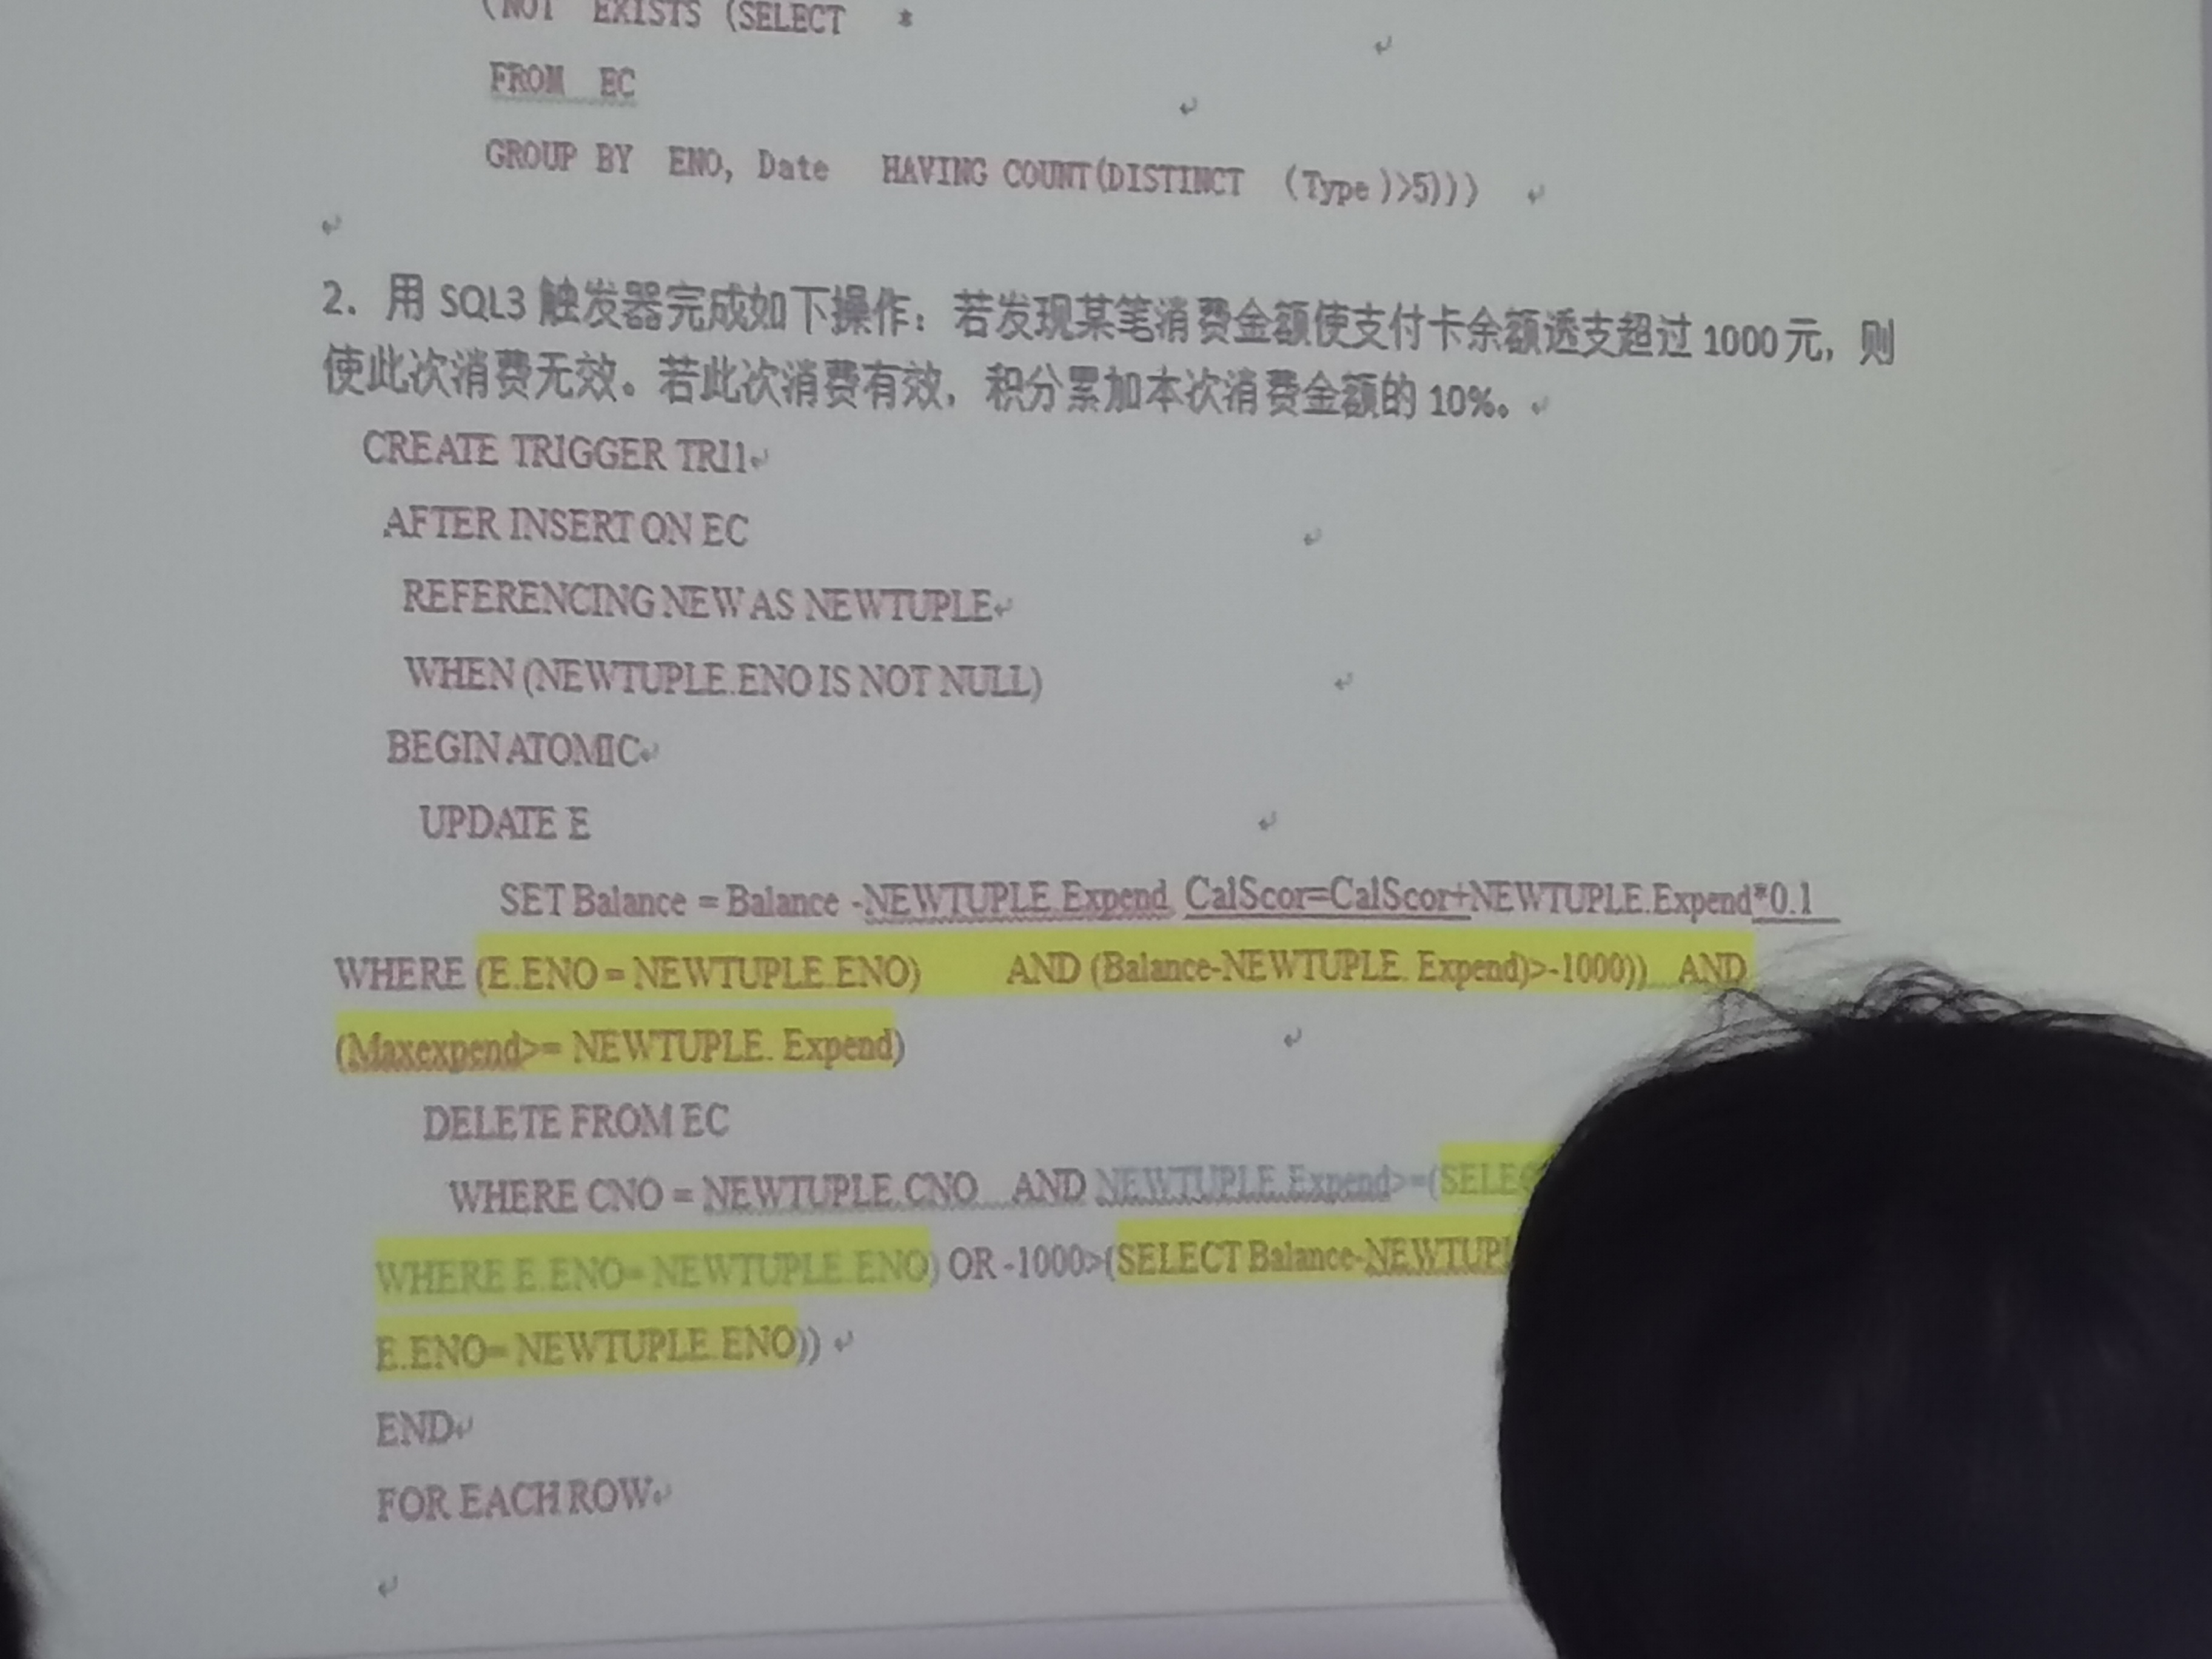 (NOT EXISTS (SELECT *
FROM EC
GROUP BY ENO, Date HAVING COUNT(DISTINCT (Type)>5)))
2. 用 SQL3 触发器完成如下操作：若发现某笔消费金额使支付卡余额透支超过 1000 元，则
使此次消费无效。若此次消费有效，积分累加本次消费金额的 10%。
CREATE TRIGGER TRI1
AFTER INSERT ON EC
REFERENCING NEW AS NEWTUPLE
WHEN (NEWTUPLE.ENO IS NOT NULL)
BEGIN ATOMIC
UPDATE E
SET Balance = Balance -NEWTUPLE.Expend CalScor=CalScor+NEWTUPLE.Expend*0.1
WHERE (E.ENO = NEWTUPLE.ENO) AND (Balance-NEWTUPLE. Expend)>-1000)) AND
(Maxexpend>= NEWTUPLE. Expend)
DELETE FROM EC
WHERE CNO = NEWTUPLE.CNO AND NEWTUPLE.Expend>=(
WHERE E.ENO= NEWTUPLE.ENO) OR -1000>(SELECT Balance-
E.ENO= NEWTUPLE.ENO))
END
FOR EACH ROW